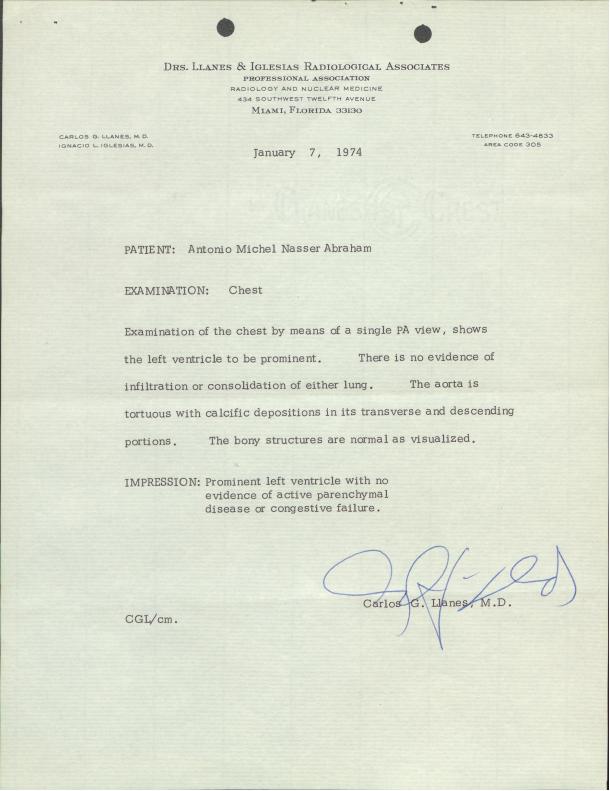 DRS. LLANES & IGLESIAS RADIOLOGICAL ASSOCIATES
PROFESSIONAL ASSOCIATION
RADIOLOGY AND NUCLEAR MEDICINE
434 SOUTHWEST TWELFTH AVENUE
MIAMI, FLORIDA 33130
CARLOS G. LLANES, M. D.
IGNACIO L. IGLESIAS, M. D.
TELEPHONE 643-4833
AREA CODE 305
January 7, 1974
PATIENT: Antonio Michel Nasser Abraham
EXAMINATION: Chest
Examination of the chest by means of a single PA view, shows
the left ventricle to be prominent. There is no evidence of
infiltration or consolidation of either lung. The aorta is
tortuous with calcific depositions in its transverse and descending
portions. The bony structures are normal as visualized.
IMPRESSION: Prominent left ventricle with no
evidence of active parenchymal
disease or congestive failure.
Carlos G. Llanes, M.D.
CGL/cm.